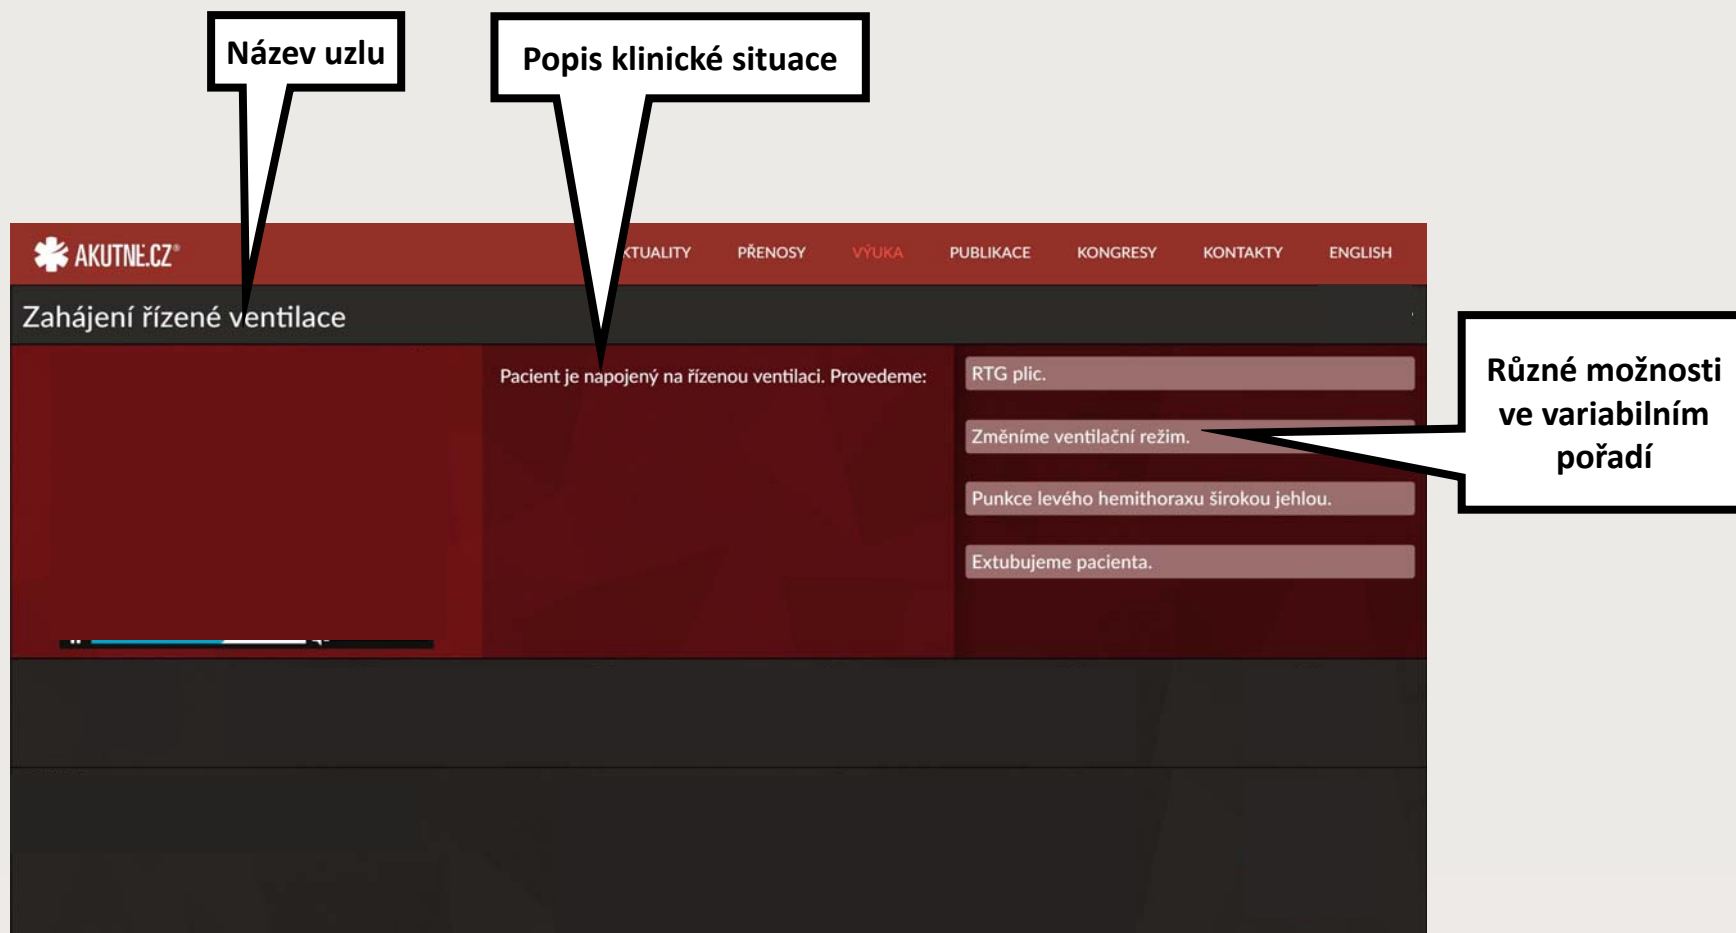 Název uzlu
Popis klinické situace
AKUTNĚ.CZ®
PŘENOSY
VÝUKA
PUBLIKACE
KONGRESY
KONTAKTY
ENGLISH
Zahájení řízené ventilace
Pacient je napojený na řízenou ventilaci. Provedeme:
RTG plic.
Změníme ventilační režim.
Punkce levého hemithoraxu širokou jehlou.
Extubujeme pacienta.
Různé možnosti
ve variabilním
pořadí